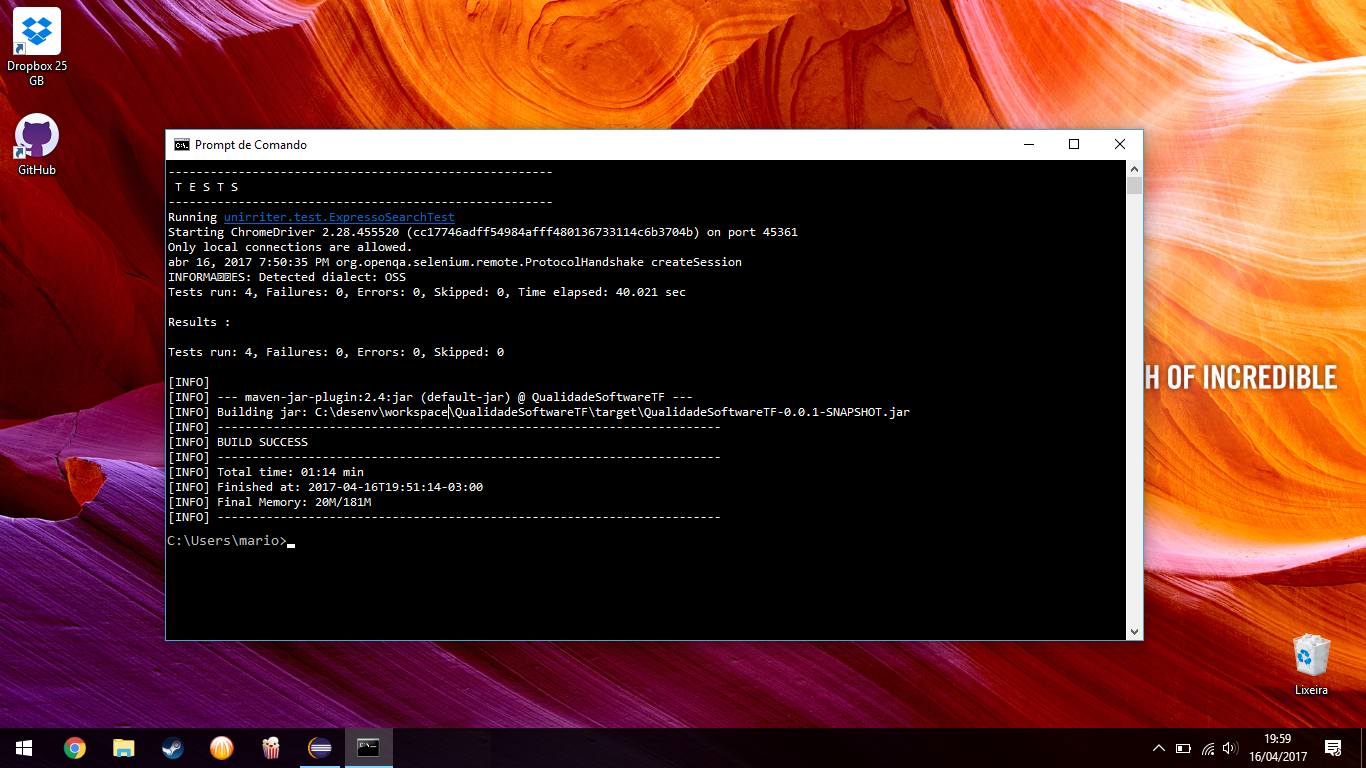 Dropbox 25
GB
GitHub
Prompt de Comando
-------------------------------------------------------
T E S T S
-------------------------------------------------------
Running unirriter.test.ExpressoSearchTest
Starting ChromeDriver 2.28.455520 (cc17746adff54984afff480136733114c6b3704b) on port 45361
Only local connections are allowed.
abr 16, 2017 7:50:35 PM org.openqa.selenium.remote.ProtocolHandshake createSession
INFORMA��ES: Detected dialect: OSS
Tests run: 4, Failures: 0, Errors: 0, Skipped: 0, Time elapsed: 40.021 sec
Results :
Tests run: 4, Failures: 0, Errors: 0, Skipped: 0
[INFO]
[INFO] --- maven-jar-plugin:2.4:jar (default-jar) @ QualidadeSoftwareTF ---
[INFO] Building jar: C:\desenv\workspace\QualidadeSoftwareTF\target\QualidadeSoftwareTF-0.0.1-SNAPSHOT.jar
[INFO] ------------------------------------------------------------------------
[INFO] BUILD SUCCESS
[INFO] ------------------------------------------------------------------------
[INFO] Total time: 01:14 min
[INFO] Finished at: 2017-04-16T19:51:14-03:00
[INFO] Final Memory: 20M/181M
[INFO] ------------------------------------------------------------------------
C:\Users\mario>
H OF INCREDIBLE
Lixeira
19:59
16/04/2017